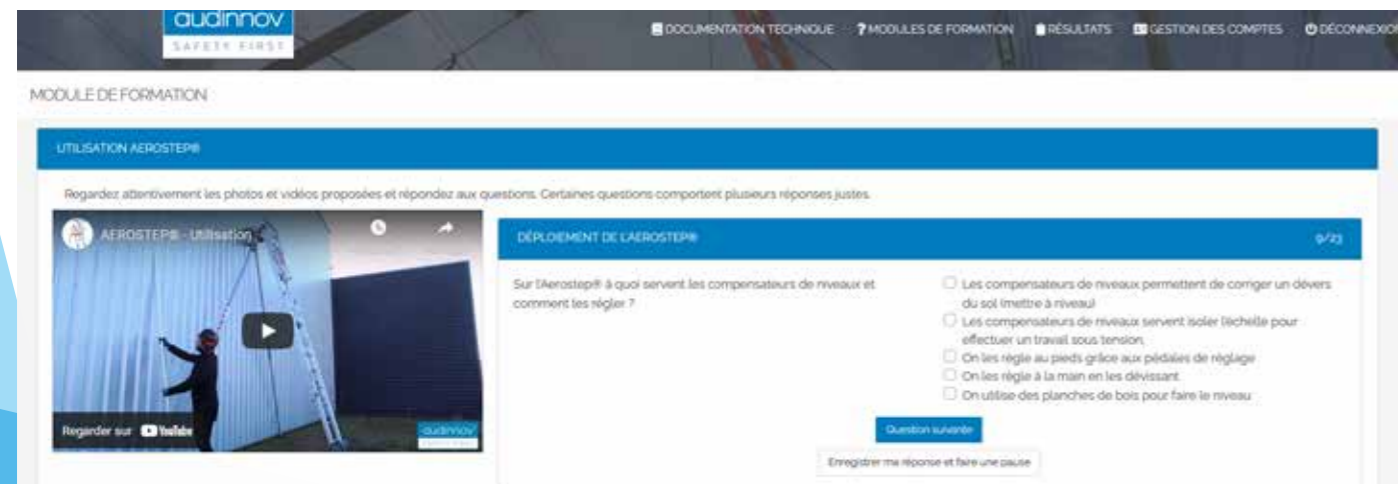 audinnov
SAFETY FIRST
DOCUMENTATION TECHNIQUE ? MODULES DE FORMATION RÉSULTATS GESTION DES COMPTES DÉCONNEXION
MODULE DE FORMATION
UTILISATION AEROSTEP®
Regardez attentivement les photos et vidéos proposées et répondez aux questions. Certaines questions comportent plusieurs réponses justes.
AEROSTEP® - Utilisation
Regarder sur YouTube
audinnov
DÉPLOIEMENT DE L'AEROSTEP® 9/23
Sur l'Aerostep® à quoi servent les compensateurs de niveaux et
comment les régler ?
Les compensateurs de niveaux permettent de corriger un dévers
du sol (mettre à niveau)
Les compensateurs de niveaux servent isoler l'échelle pour
effectuer un travail sous tension.
On les règle au pieds grâce aux pédales de réglage
On les règle à la main en les dévissant.
On utilise des planches de bois pour faire le niveau
Question suivante
Enregistrer ma réponse et faire une pause